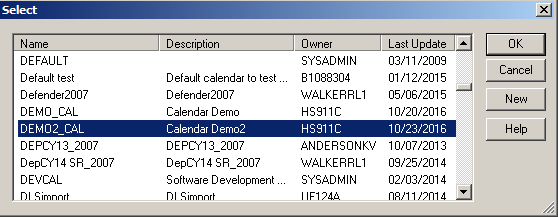 Select
Name Description Owner Last Update OK
DEFAULT SYSADMIN 03/11/2009
Default test Default calendar to test ... B1088304 01/12/2015 Cancel
Defender2007 Defender2007 WALKERRL1 05/06/2015
DEMO_CAL Calendar Demo HS911C 10/20/2016 New
DEMO2_CAL Calendar Demo2 HS911C 10/23/2016 Help
DEPCY13_2007 DEPCY13_2007 ANDERSONKV 10/07/2013
DepCY14 SR_2007 DepCY14 SR_2007 WALKERRL1 09/25/2014
DEVCAL Software Development ... SYSADMIN 02/03/2014
DLSimport DLSimport UE124A 08/11/2014